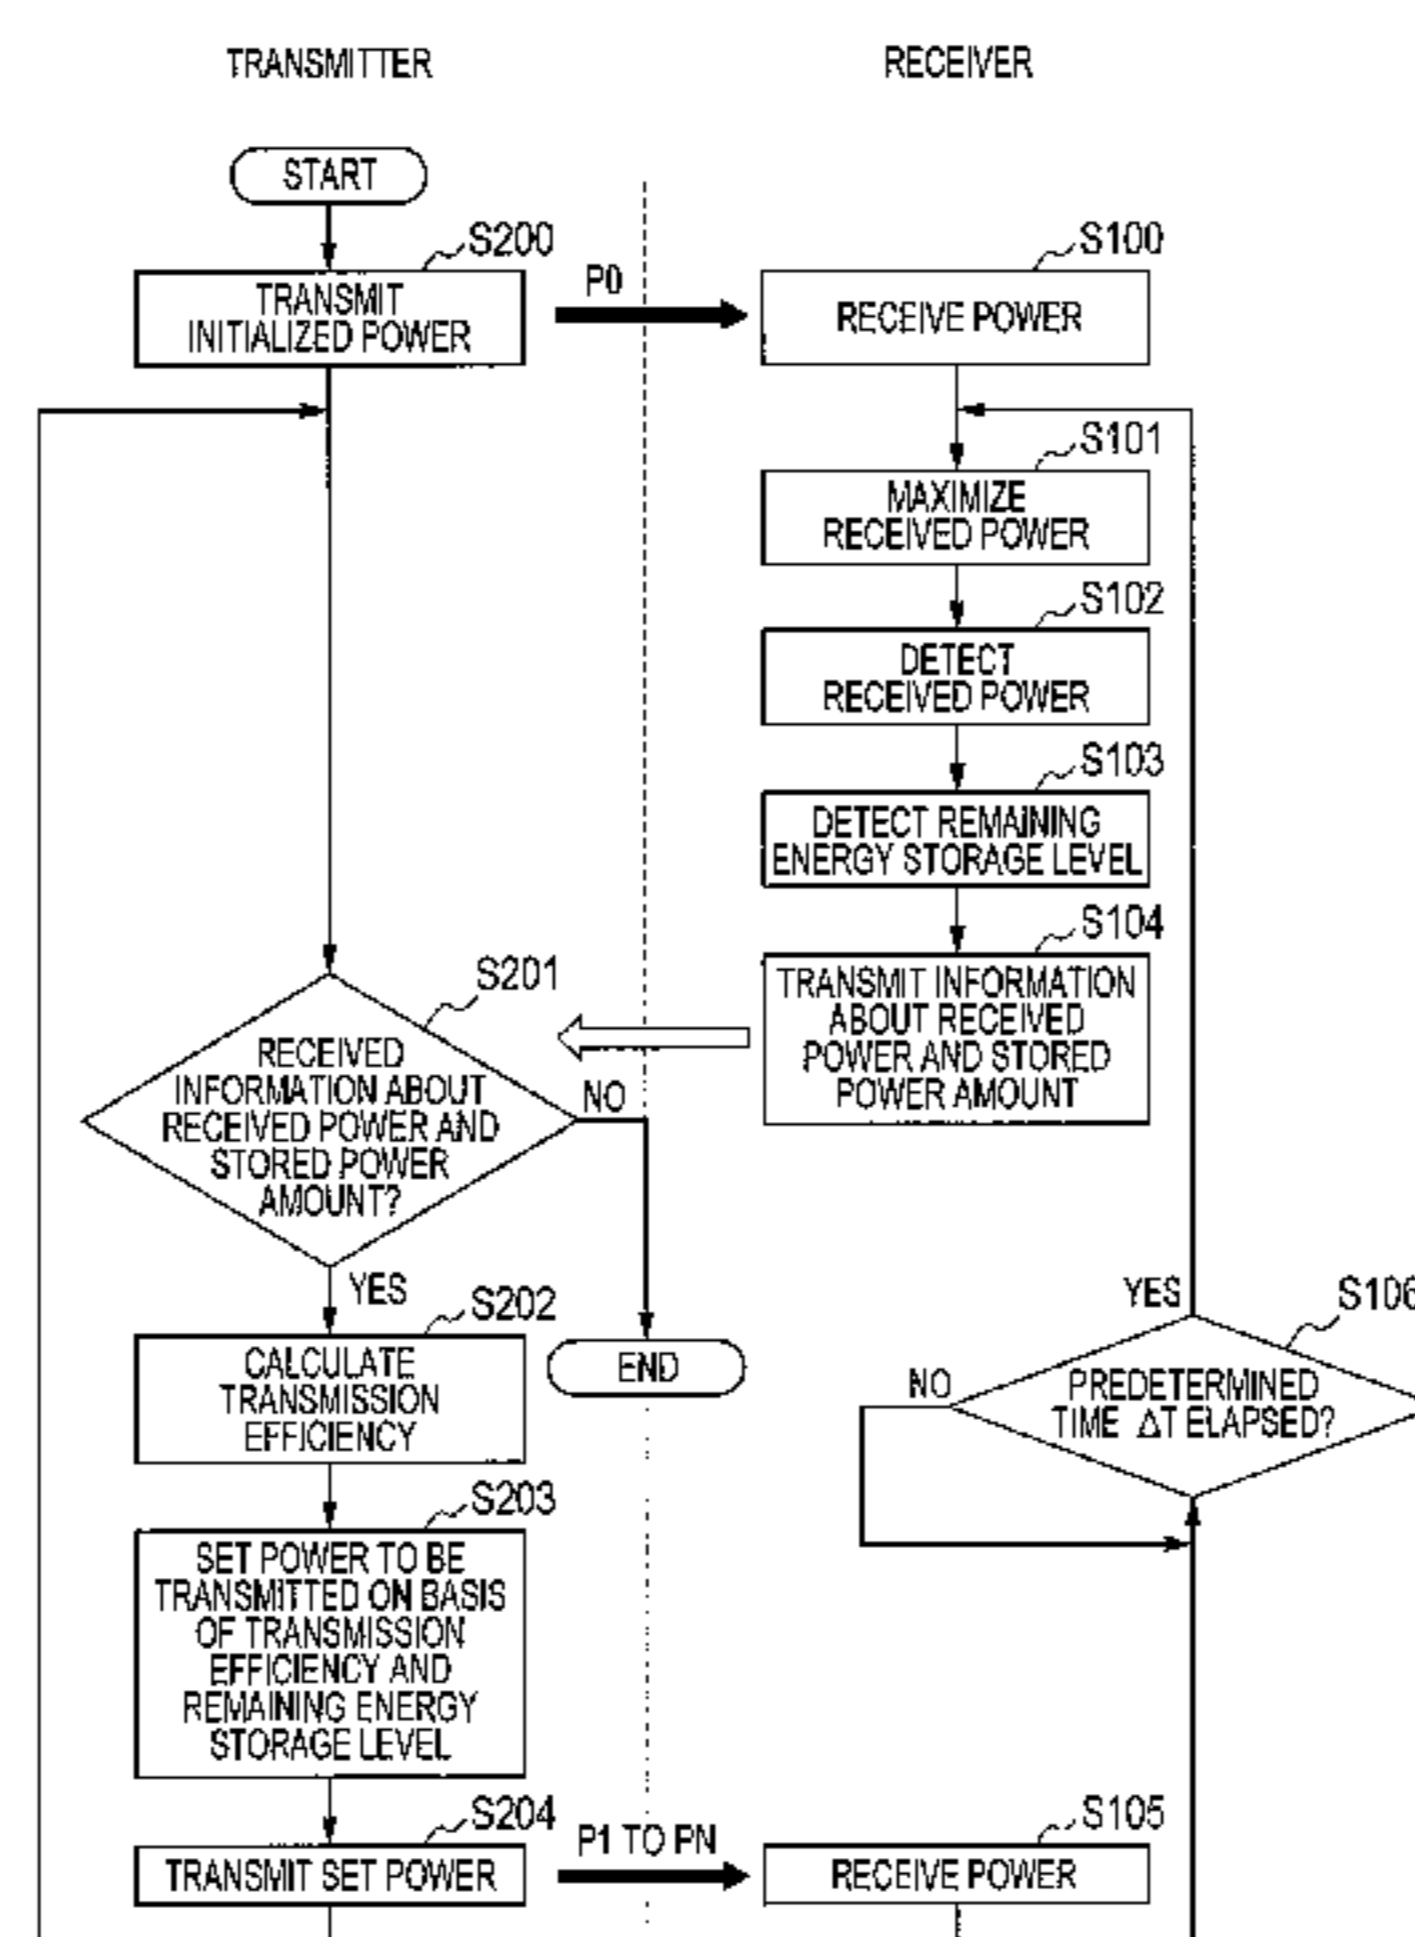 TRANSMITTER
RECEIVER
START
S200
TRANSMIT
INITIALIZED POWER
P0
S100
RECEIVE POWER
S101
MAXIMIZE
RECEIVED POWER
S102
DETECT
RECEIVED POWER
S103
DETECT REMAINING
ENERGY STORAGE LEVEL
S104
TRANSMIT INFORMATION
ABOUT RECEIVED
POWER AND STORED
POWER AMOUNT
S201
RECEIVED
INFORMATION ABOUT
RECEIVED POWER AND
STORED POWER
AMOUNT?
NO
YES
END
S202
CALCULATE
TRANSMISSION
EFFICIENCY
YES
S106
NO
PREDETERMINED
TIME ΔT ELAPSED?
S203
SET POWER TO BE
TRANSMITTED ON BASIS
OF TRANSMISSION
EFFICIENCY AND
REMAINING ENERGY
STORAGE LEVEL
S204
TRANSMIT SET POWER
P1 TO PN
S105
RECEIVE POWER